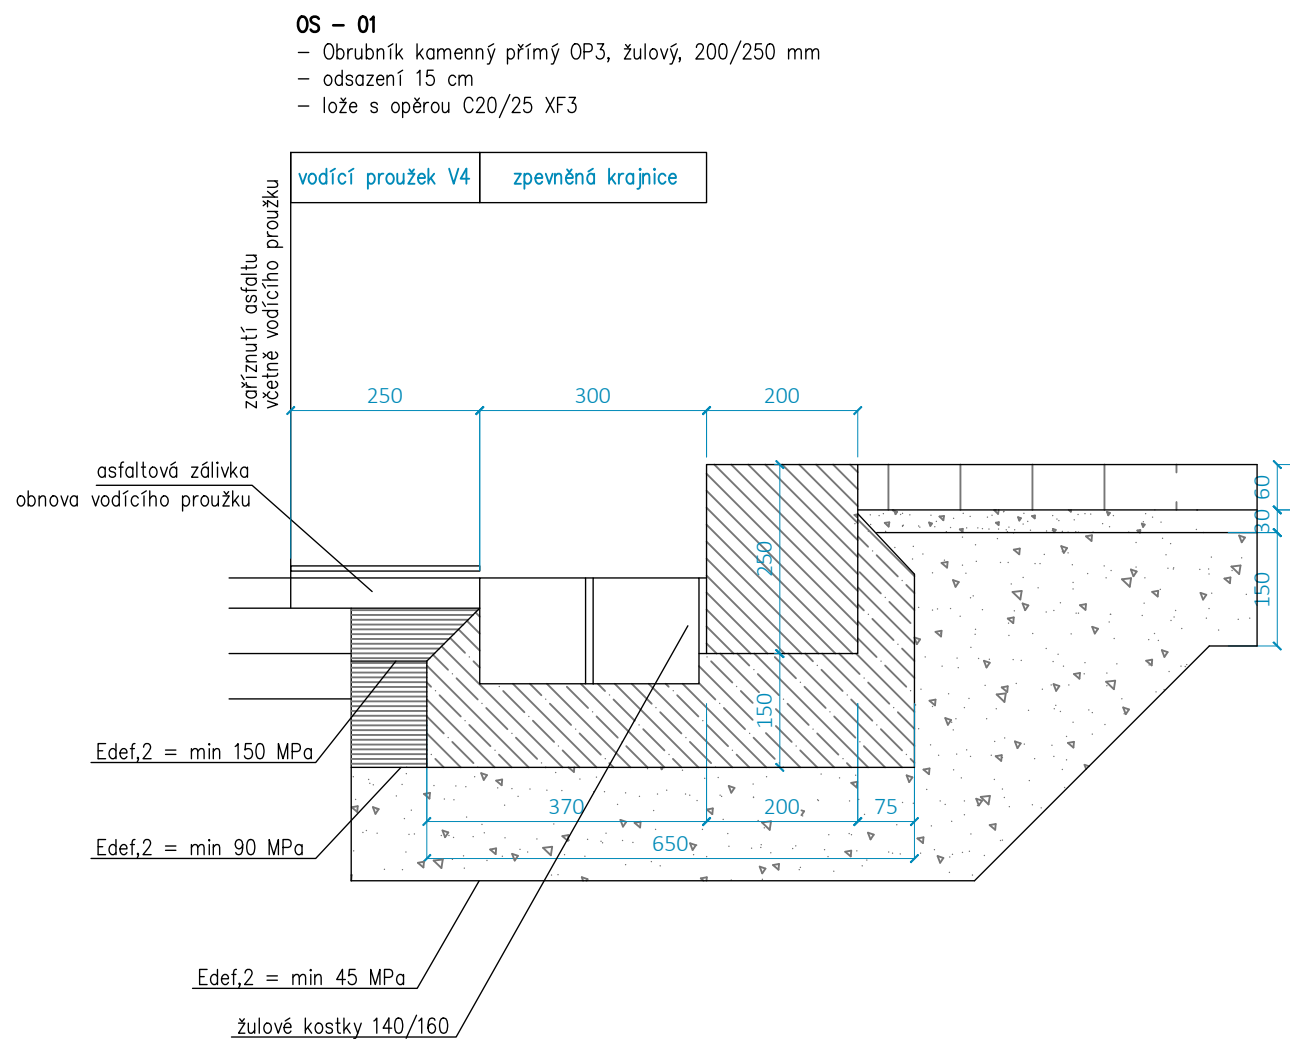 OS – 01
– Obrubník kamenný přímý OP3, žulový, 200/250 mm
– odsazení 15 cm
– lože s opěrou C20/25 XF3
vodící proužek V4
zpevněná krajnice
zaříznutí asfaltu
včetně vodícího proužku
250
300
200
asfaltová zálivka
obnova vodícího proužku
60
30
150
250
150
Edef,2 = min 150 MPa
370
200
75
650
Edef,2 = min 90 MPa
Edef,2 = min 45 MPa
žulové kostky 140/160